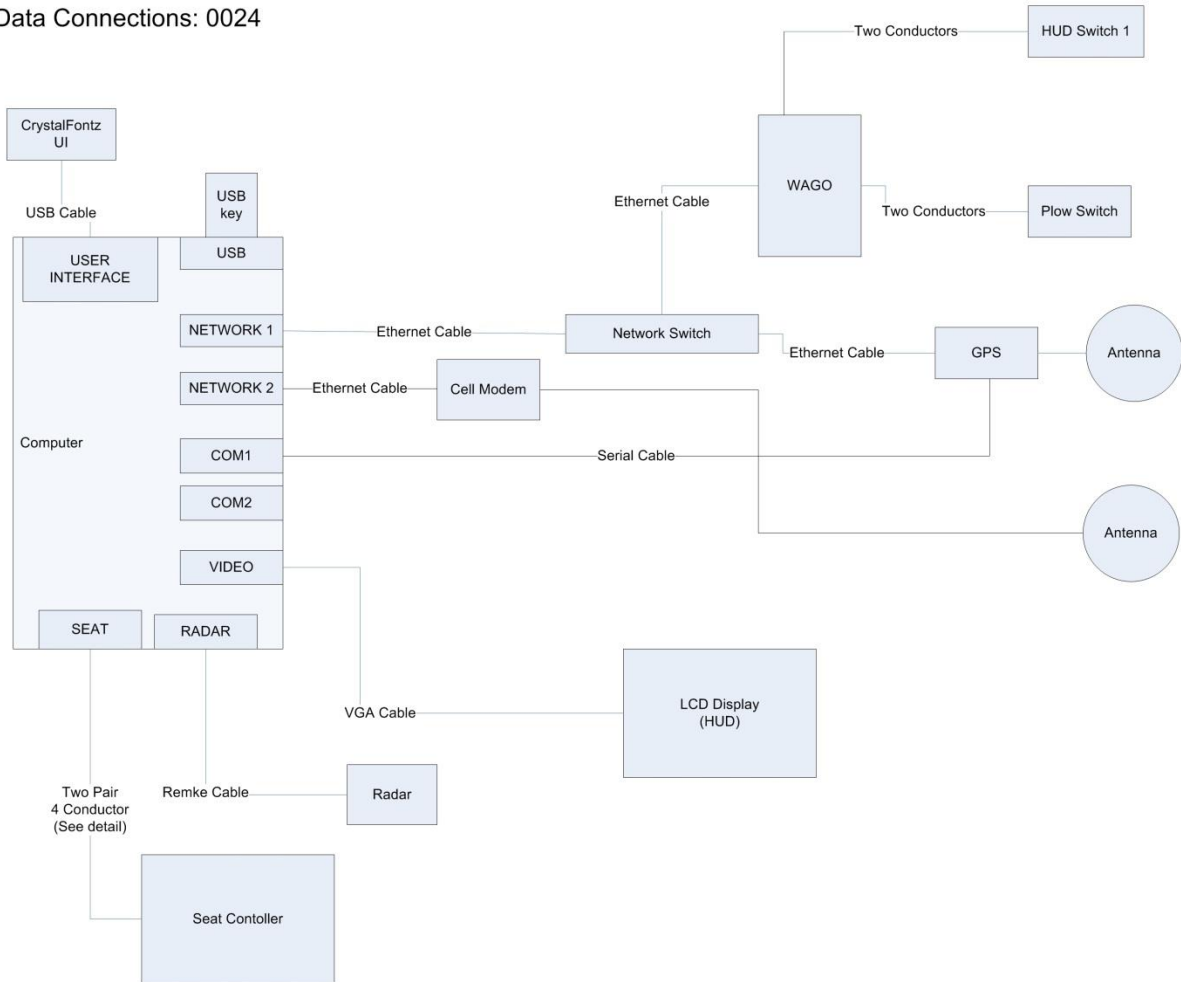 Data Connections: 0024
Two Conductors
HUD Switch 1
CrystalFontz
UI
WAGO
USB
key
Ethernet Cable
Two Conductors
Plow Switch
USB Cable
USER
INTERFACE
USB
NETWORK 1
Ethernet Cable
Network Switch
Ethernet Cable
GPS
Antenna
NETWORK 2
Ethernet Cable
Cell Modem
Computer
COM1
Serial Cable
COM2
Antenna
VIDEO
SEAT
RADAR
VGA Cable
LCD Display
(HUD)
Two Pair
4 Conductor
(See detail)
Remke Cable
Radar
Seat Contoller